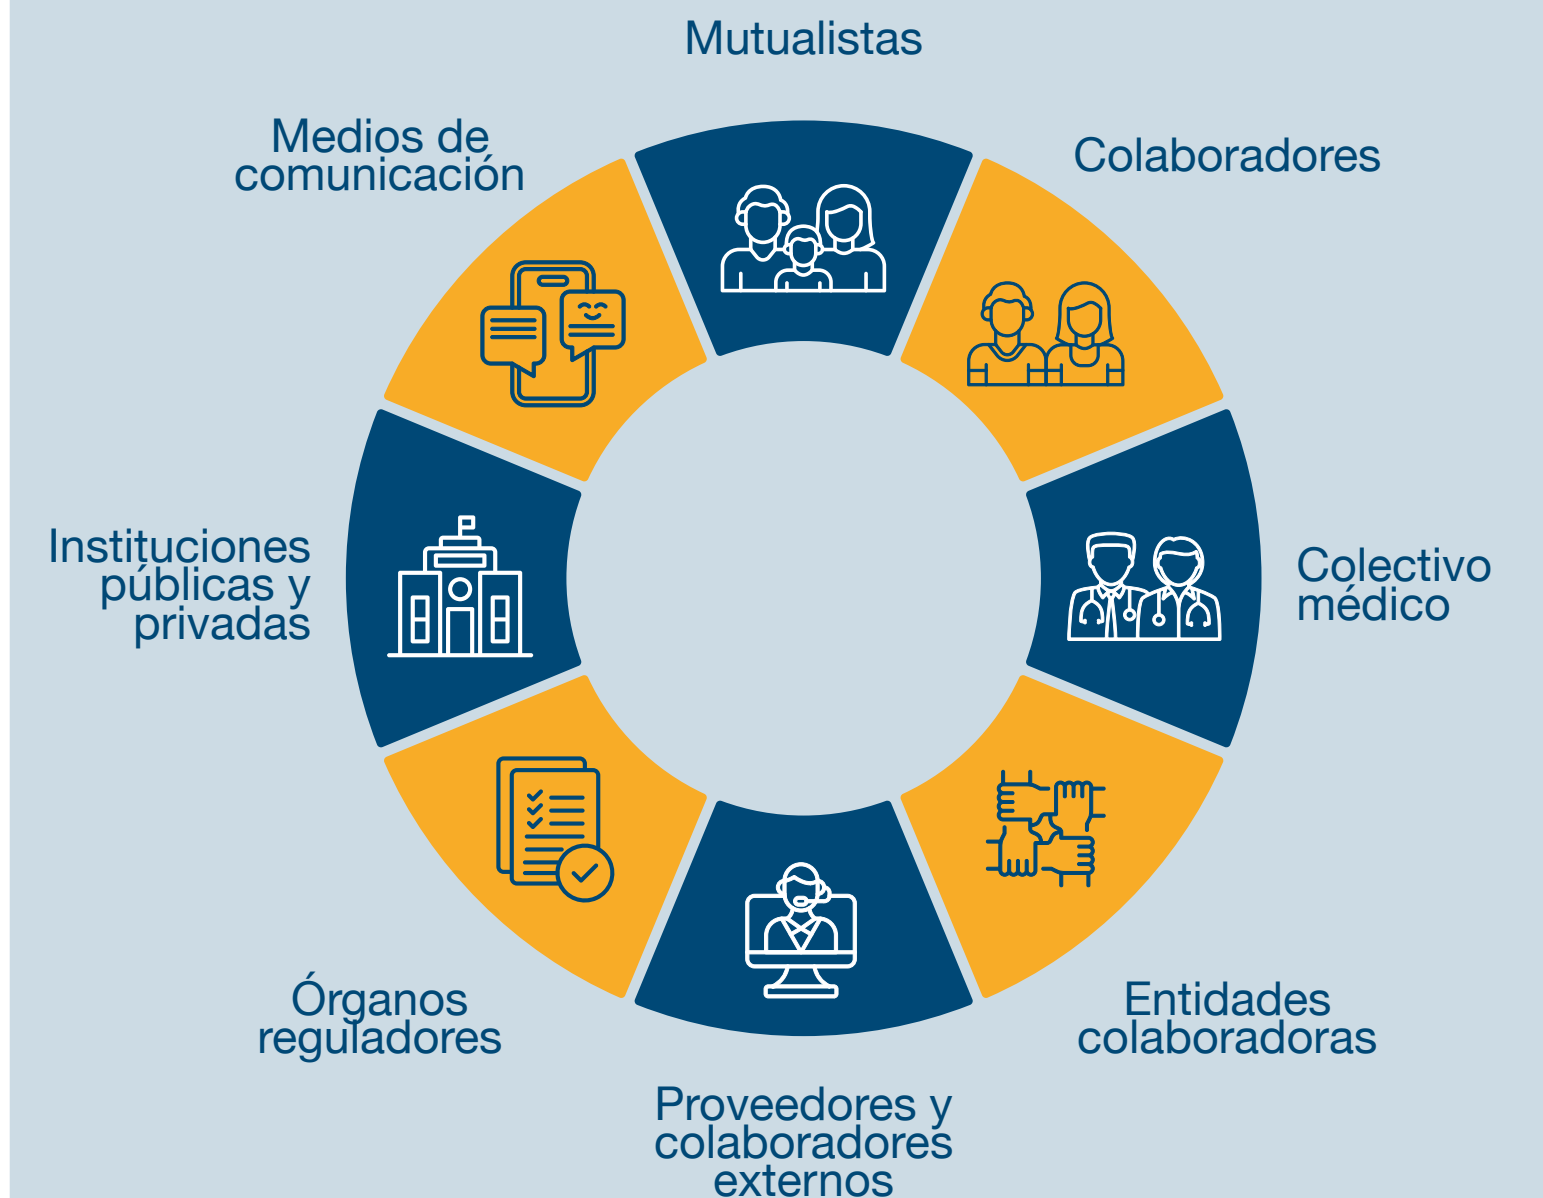 Mutualistas
Medios de
comunicación
Colaboradores
Instituciones
públicas y
privadas
Colectivo
médico
Órganos
reguladores
Entidades
colaboradoras
Proveedores y
colaboradores
externos